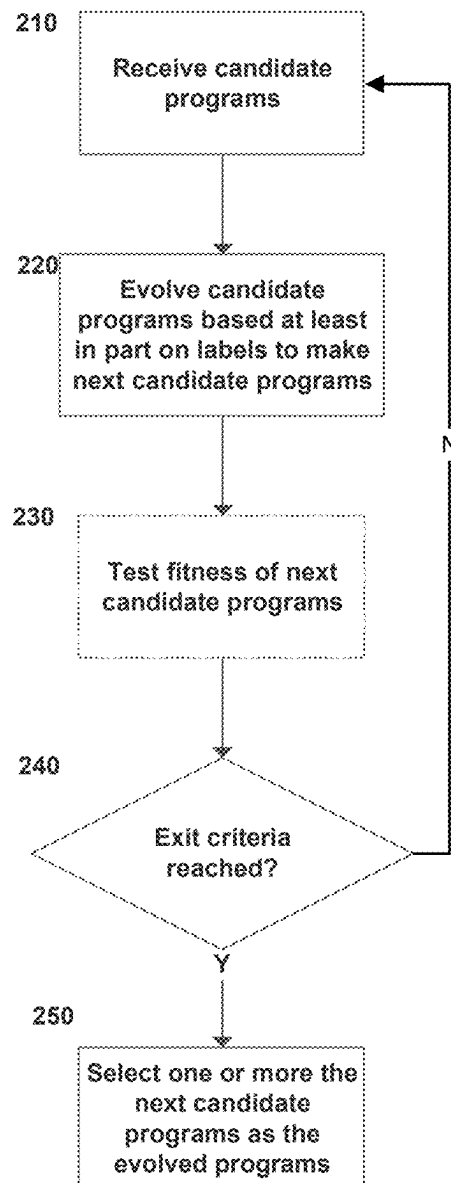 210
Receive candidate
programs
220
Evolve candidate
programs based at least
in part on labels to make
next candidate programs
N
230
Test fitness of next
candidate programs
240
Exit criteria
reached?
Y
250
Select one or more the
next candidate
programs as the
evolved programs